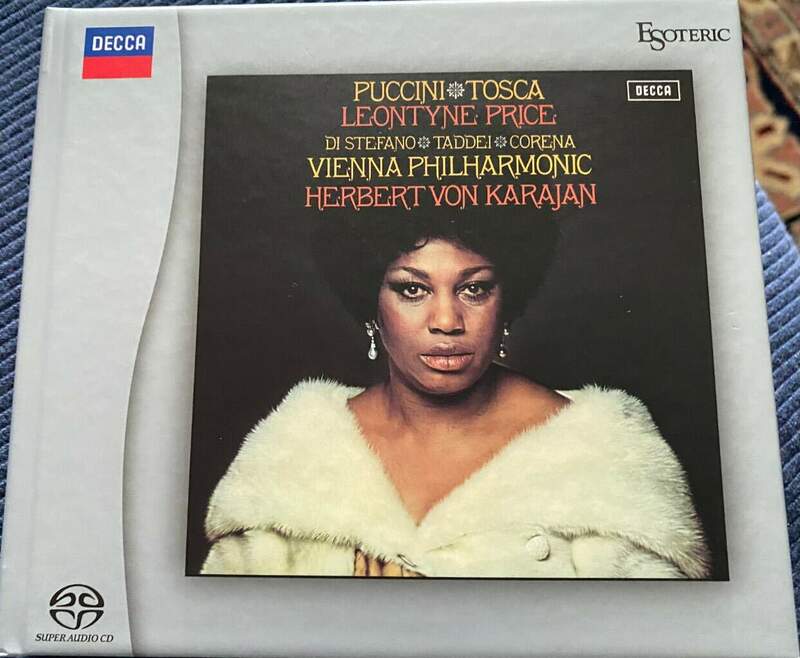 DECCA
ESOTERIC
PUCCINI TOSCA
DECCA
LEONTYNE PRICE
DI STEFANO TADDEI CORENA
VIENNA PHILHARMONIC
HERBERT VON KARAJAN
SUPER AUDIO CD